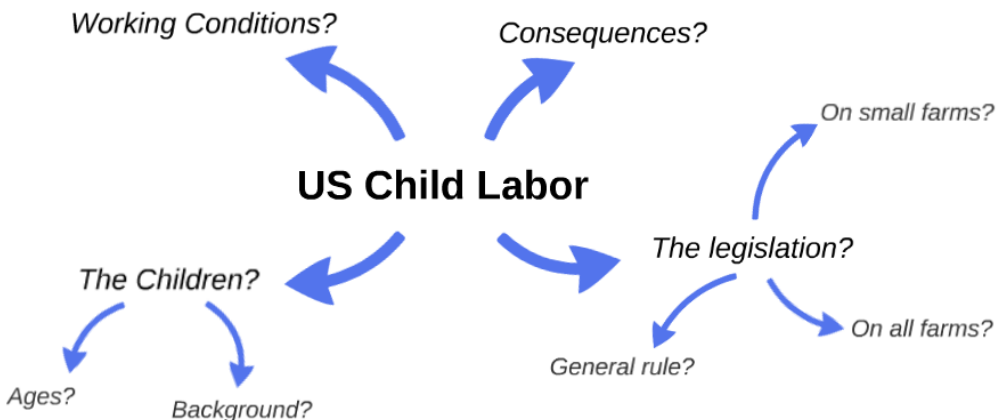 Working Conditions?
Consequences?
On small farms?
US Child Labor
The legislation?
The Children?
On all farms?
General rule?
Ages?
Background?